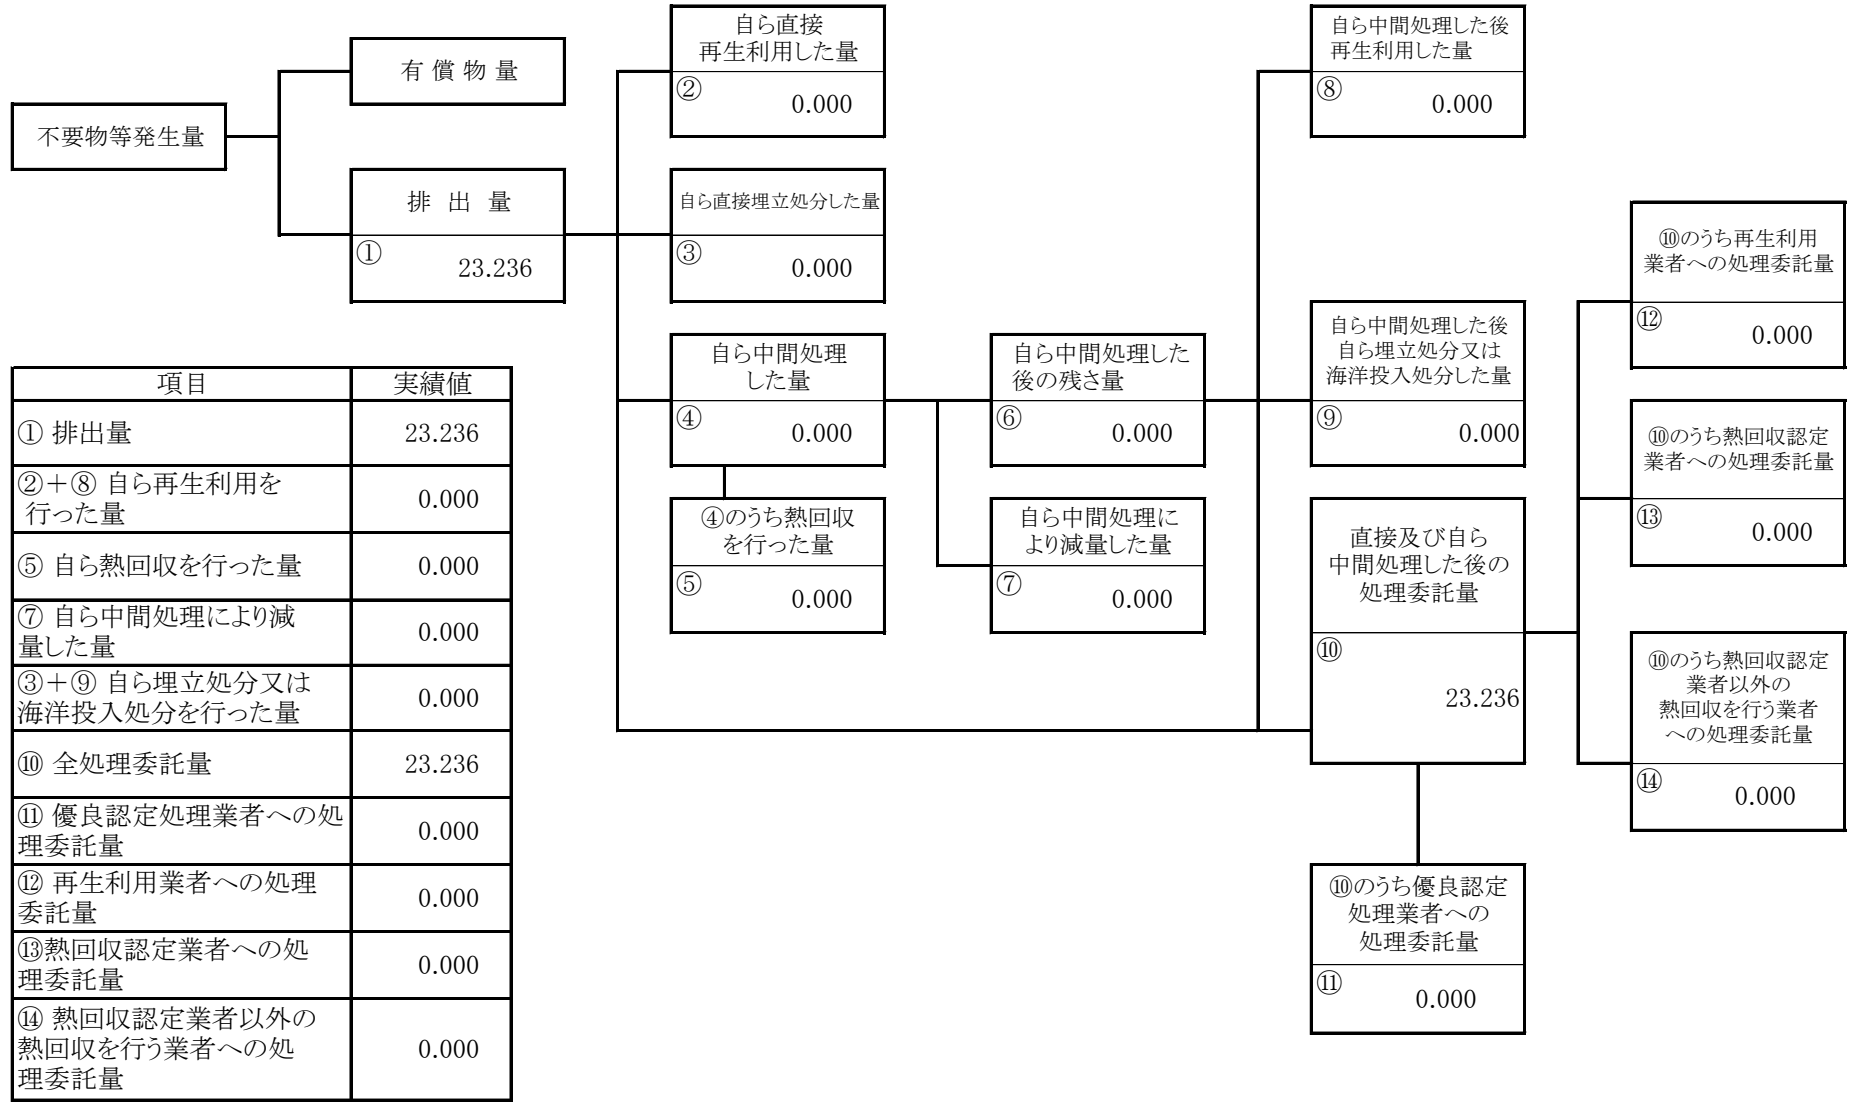 不要物等発生量
有 償 物 量
排 出 量
①
23.236
自ら直接
再生利用した量
②
0.000
自ら直接埋立処分した量
③
0.000
自ら中間処理
した量
④
0.000
④のうち熱回収
を行った量
⑤
0.000
自ら中間処理した
後の残さ量
⑥
0.000
自ら中間処理に
より減量した量
⑦
0.000
自ら中間処理した後
再生利用した量
⑧
0.000
自ら中間処理した後
自ら埋立処分又は
海洋投入処分した量
⑨
0.000
直接及び自ら
中間処理した後の
処理委託量
⑩
23.236
⑩のうち優良認定
処理業者への
処理委託量
⑪
0.000
⑩のうち再生利用
業者への処理委託量
⑫
0.000
⑩のうち熱回収認定
業者への処理委託量
⑬
0.000
⑩のうち熱回収認定
業者以外の
熱回収を行う業者
への処理委託量
⑭
0.000
項目 実績値
① 排出量 23.236
②＋⑧ 自ら再生利用を
行った量 0.000
⑤ 自ら熱回収を行った量 0.000
⑦ 自ら中間処理により減
量した量 0.000
③＋⑨ 自ら埋立処分又は
海洋投入処分を行った量 0.000
⑩ 全処理委託量 23.236
⑪ 優良認定処理業者への処
理委託量 0.000
⑫ 再生利用業者への処理
委託量 0.000
⑬熱回収認定業者への処
理委託量 0.000
⑭ 熱回収認定業者以外の
熱回収を行う業者への処
理委託量 0.000